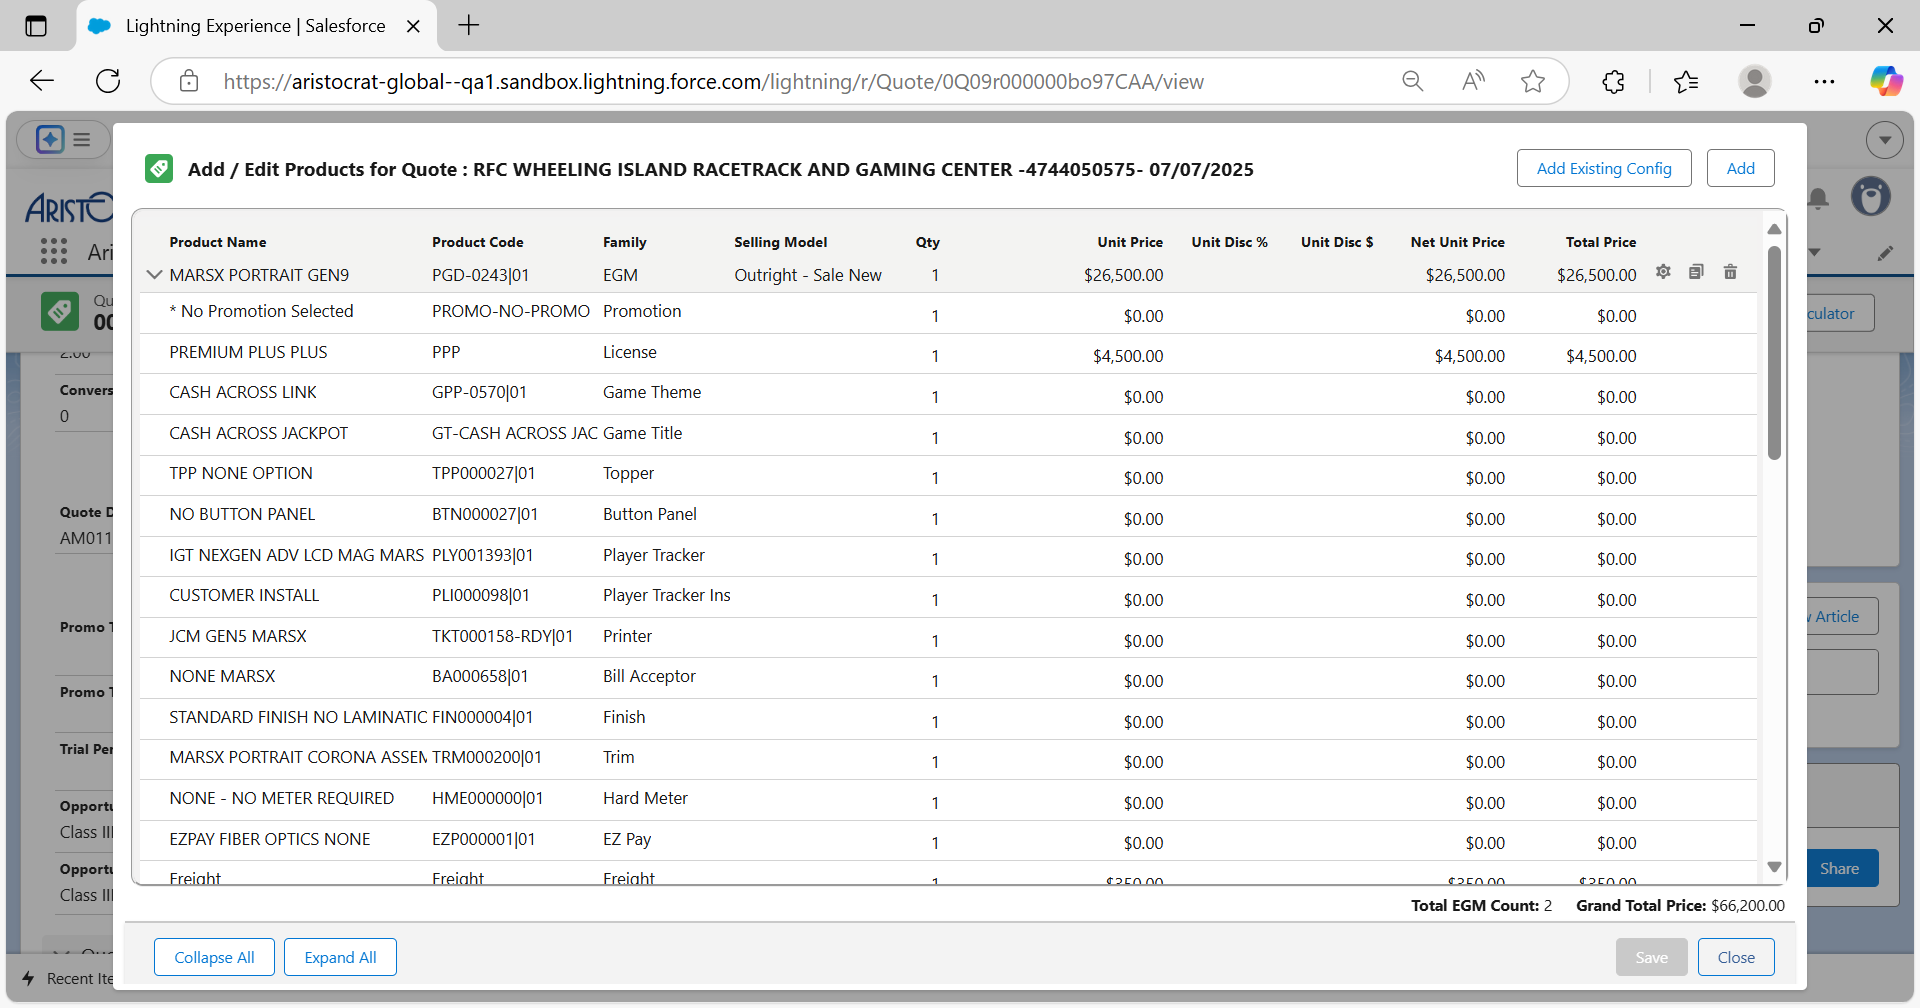 Lightning Experience | Salesforce
https://aristocrat-global--qa1.sandbox.lightning.force.com/lightning/r/Quote/0Q09r000000bo97CAA/view
Add / Edit Products for Quote : RFC WHEELING ISLAND RACETRACK AND GAMING CENTER -4744050575- 07/07/2025
Add Existing Config
Add
Product Name Product Code Family Selling Model Qty Unit Price Unit Disc % Unit Disc $ Net Unit Price Total Price
MARSX PORTRAIT GEN9 PGD-0243|01 EGM Outright - Sale New 1 $26,500.00 $26,500.00 $26,500.00
* No Promotion Selected PROMO-NO-PROMO Promotion 1 $0.00 $0.00 $0.00
PREMIUM PLUS PLUS PPP License 1 $4,500.00 $4,500.00 $4,500.00
CASH ACROSS LINK GPP-0570|01 Game Theme 1 $0.00 $0.00 $0.00
CASH ACROSS JACKPOT GT-CASH ACROSS JAC Game Title 1 $0.00 $0.00 $0.00
TPP NONE OPTION TPP000027|01 Topper 1 $0.00 $0.00 $0.00
NO BUTTON PANEL BTN000027|01 Button Panel 1 $0.00 $0.00 $0.00
IGT NEXGEN ADV LCD MAG MARS PLY001393|01 Player Tracker 1 $0.00 $0.00 $0.00
CUSTOMER INSTALL PLI000098|01 Player Tracker Ins 1 $0.00 $0.00 $0.00
JCM GEN5 MARSX TKT000158-RDY|01 Printer 1 $0.00 $0.00 $0.00
NONE MARSX BA000658|01 Bill Acceptor 1 $0.00 $0.00 $0.00
STANDARD FINISH NO LAMINATIC FIN000004|01 Finish 1 $0.00 $0.00 $0.00
MARSX PORTRAIT CORONA ASSEM TRM000200|01 Trim 1 $0.00 $0.00 $0.00
NONE - NO METER REQUIRED HME000000|01 Hard Meter 1 $0.00 $0.00 $0.00
EZPAY FIBER OPTICS NONE EZP000001|01 EZ Pay 1 $0.00 $0.00 $0.00
Freight Freight Freight 1 $350.00 $350.00 $350.00
Total EGM Count: 2 Grand Total Price: $66,200.00
Collapse All
Expand All
Save
Close
ARISTO
Ari
Qu
00
2.00
Convers
0
Quote D
AM011
Promo T
Promo T
Trial Per
Opportu
Class III
Opportu
Class III
Recent Ite
culator
w Article
Share